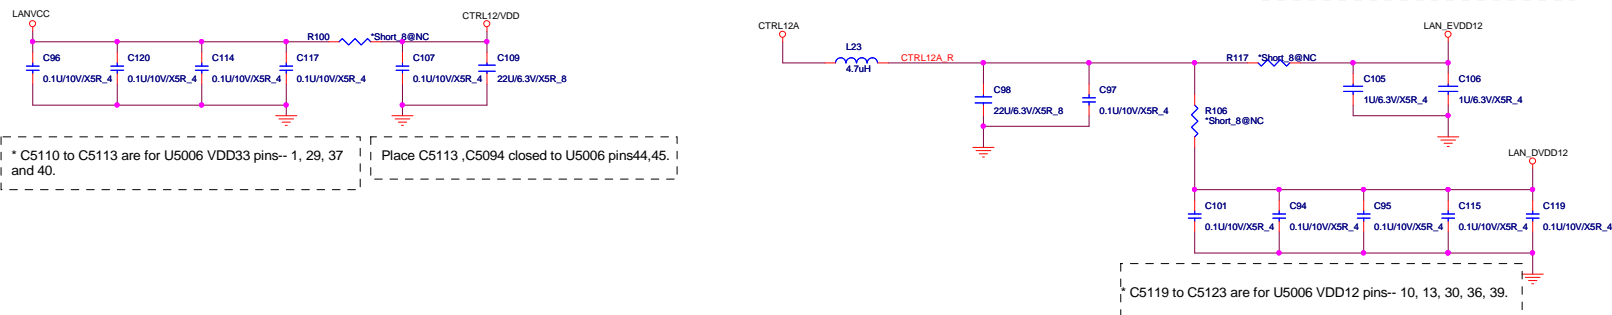 LANVCC
CTRL12/VDD
R100
*Short_8@NC
C96
0.1U/10V/X5R_4
C120
0.1U/10V/X5R_4
C114
0.1U/10V/X5R_4
C117
0.1U/10V/X5R_4
C107
0.1U/10V/X5R_4
C109
22U/6.3V/X5R_8
* C5110 to C5113 are for U5006 VDD33 pins-- 1, 29, 37
and 40.
Place C5113 ,C5094 closed to U5006 pins44,45.
CTRL12A
L23
4.7uH
CTRL12A_R
C98
22U/6.3V/X5R_8
C97
0.1U/10V/X5R_4
R117
*Short_8@NC
R106
*Short_8@NC
LAN_EVDD12
C105
1U/6.3V/X5R_4
C106
1U/6.3V/X5R_4
LAN_DVDD12
C101
0.1U/10V/X5R_4
C94
0.1U/10V/X5R_4
C95
0.1U/10V/X5R_4
C115
0.1U/10V/X5R_4
C119
0.1U/10V/X5R_4
* C5119 to C5123 are for U5006 VDD12 pins-- 10, 13, 30, 36, 39.